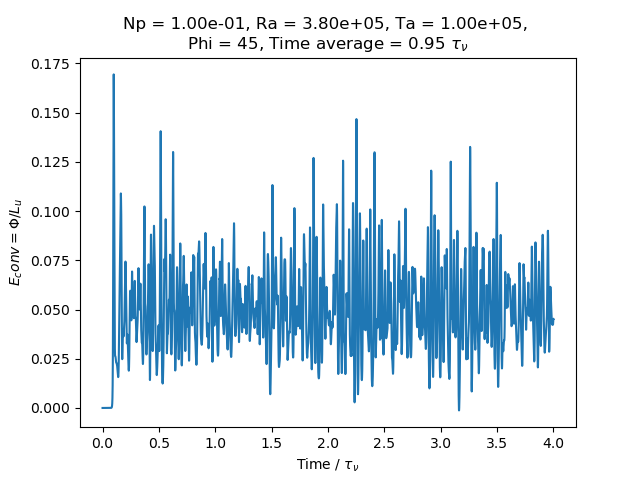 Np = 1.00e-01, Ra = 3.80e+05, Ta = 1.00e+05,
Phi = 45, Time average = 0.95 τν
0.175
0.150
0.125
0.100
0.075
0.050
0.025
0.000
E_conv = Φ/L_u
0.0 0.5 1.0 1.5 2.0 2.5 3.0 3.5 4.0
Time / τν